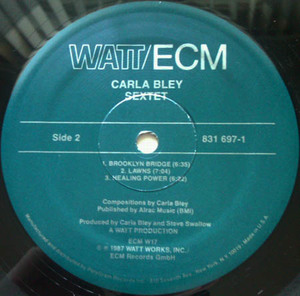 WATT/ECM
CARLA BLEY
SEXTET
Side 2
831 697-1
1. BROOKLYN BRIDGE (6:35)
2. LAWNS (7:04)
3. HEALING POWER (6:22)
Compositions by Carla Bley
Published by Alrac Music (BMI)
Produced by Carla Bley and Steve Swallow
A WATT PRODUCTION
ECM W17
© ℗ 1987 WATT WORKS, INC./
ECM Records GmbH